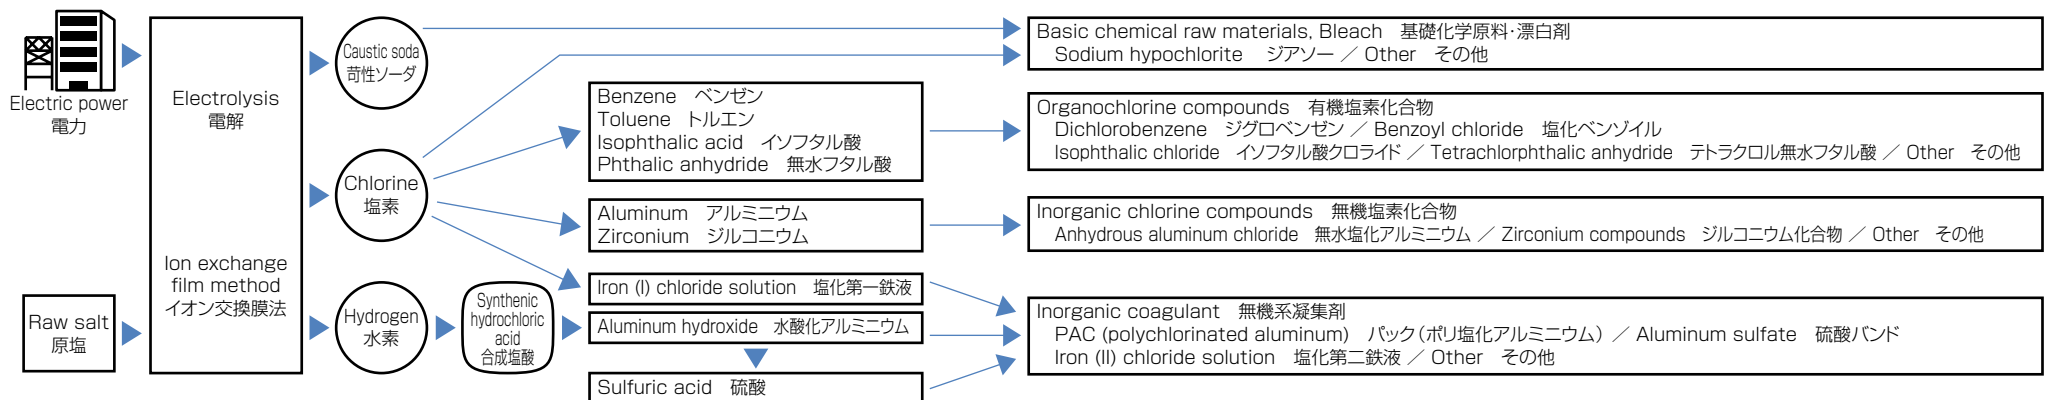 Electric power
電力
Raw salt
原塩
Electrolysis
電解
Ion exchange
film method
イオン交換膜法
Caustic soda
苛性ソーダ
Chlorine
塩素
Hydrogen
水素
Synthenic
hydrochloric
acid
合成塩酸
Benzene ベンゼン
Toluene トルエン
Isophthalic acid イソフタル酸
Phthalic anhydride 無水フタル酸
Aluminum アルミニウム
Zirconium ジルコニウム
Iron (I) chloride solution 塩化第一鉄液
Aluminum hydroxide 水酸化アルミニウム
Sulfuric acid 硫酸
Basic chemical raw materials, Bleach 基礎化学原料・漂白剤
Sodium hypochlorite ジアソー ／ Other その他
Organochlorine compounds 有機塩素化合物
Dichlorobenzene ジグロベンゼン ／ Benzoyl chloride 塩化ベンゾイル
Isophthalic chloride イソフタル酸クロライド ／ Tetrachlorphthalic anhydride テトラクロル無水フタル酸 ／ Other その他
Inorganic chlorine compounds 無機塩素化合物
Anhydrous aluminum chloride 無水塩化アルミニウム ／ Zirconium compounds ジルコニウム化合物 ／ Other その他
Inorganic coagulant 無機系凝集剤
PAC (polychlorinated aluminum) パック（ポリ塩化アルミニウム） ／ Aluminum sulfate 硫酸バンド
Iron (II) chloride solution 塩化第二鉄液 ／ Other その他